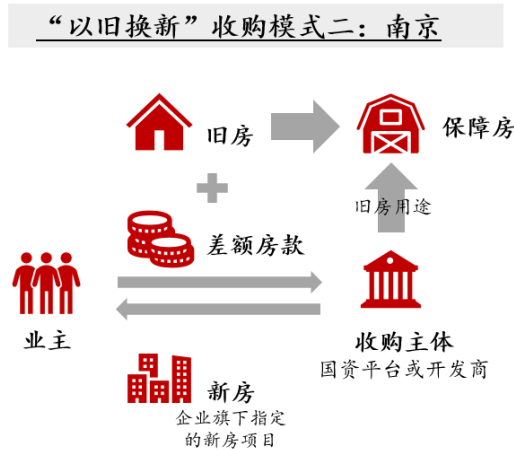 “以旧换新”收购模式二：南京
旧房
保障房
旧房用途
差额房款
业主
收购主体
国资平台或开发商
新房
企业旗下指定
的新房项目